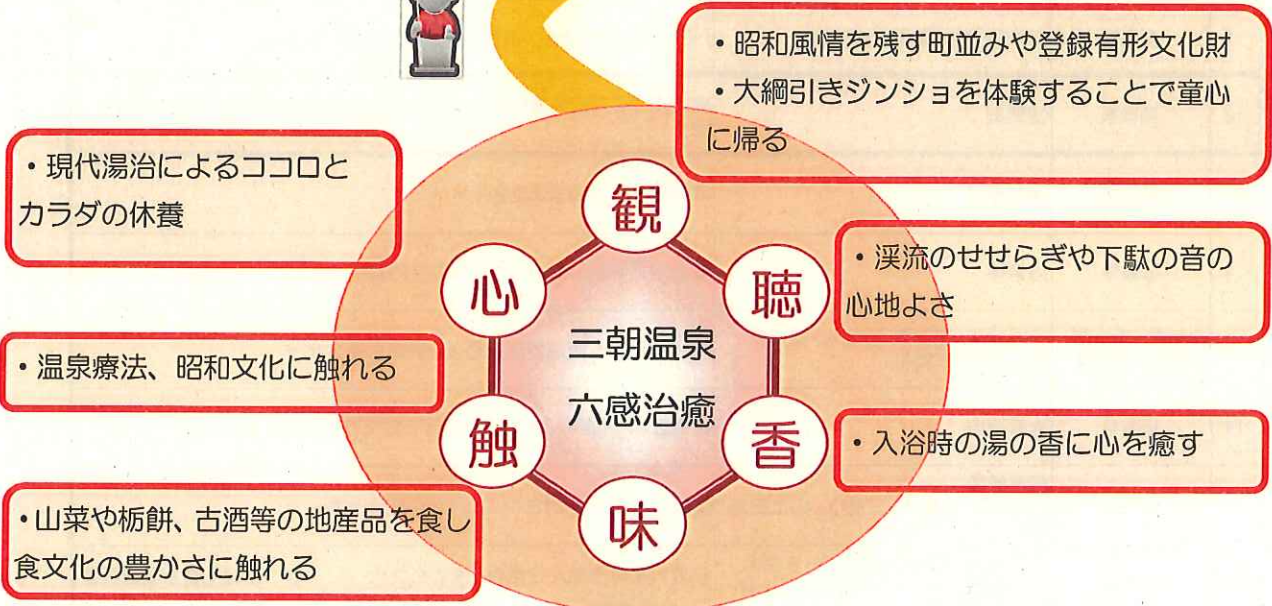 ・昭和風情を残す町並みや登録有形文化財
・大綱引きジンショを体験することで童心
に帰る
・現代湯治によるココロと
カラダの休養
観
心
聴
・渓流のせせらぎや下駄の音の
心地よさ
三朝温泉
六感治癒
・温泉療法、昭和文化に触れる
触
香
・入浴時の湯の香に心を癒す
味
・山菜や栃餅、古酒等の地産品を食し
食文化の豊かさに触れる